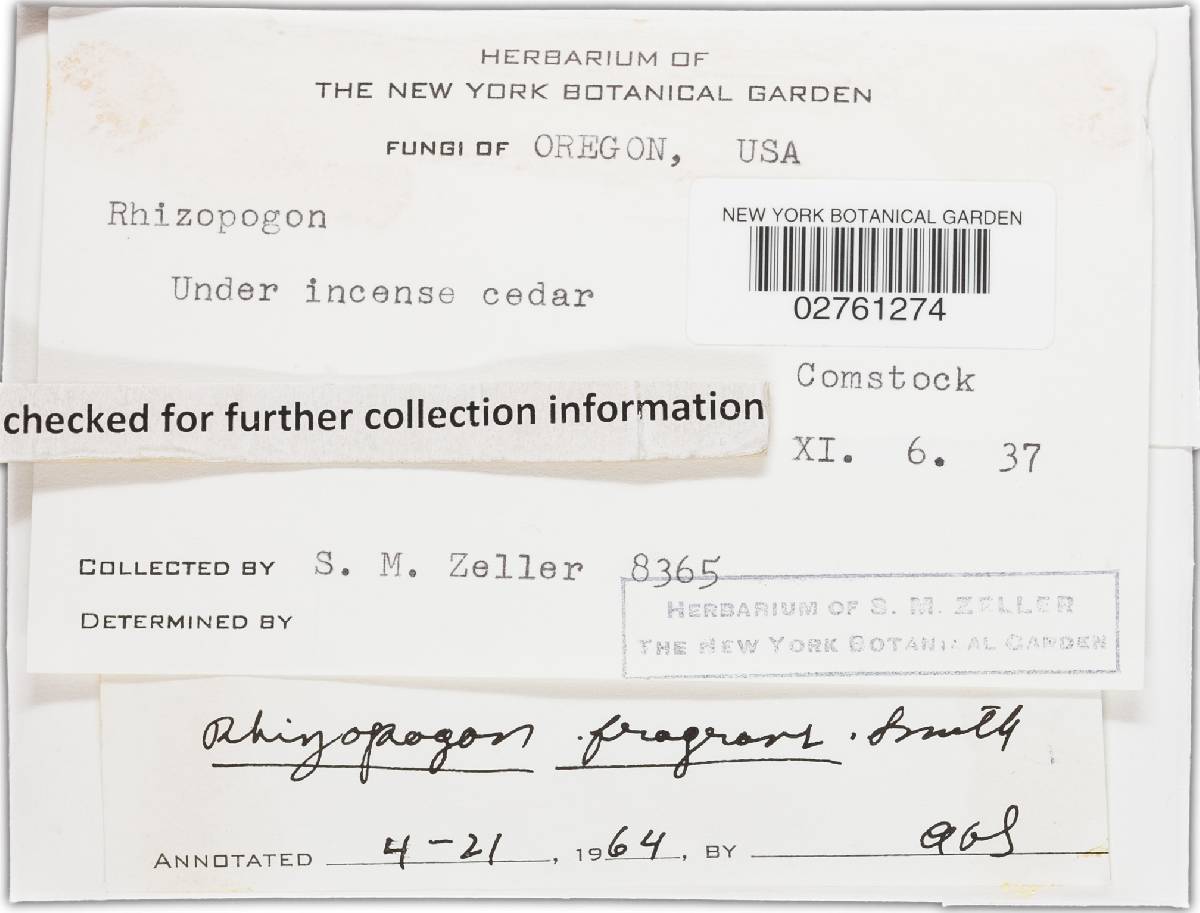 HERBARIUM OF
THE NEW YORK BOTANICAL GARDEN
FUNGI OF OREGON, USA
Rhizopogon
NEW YORK BOTANICAL GARDEN
02761274
Under incense cedar
Comstock
checked for further collection information
XI. 6. 37
COLLECTED BY S. M. Zeller 8365
DETERMINED BY
HERBARIUM OF S. M. ZELLER
THE NEW YORK BOTANICAL GARDEN
Rhizopogon Smith
ANNOTATED 4-21, 1964, BY AHS